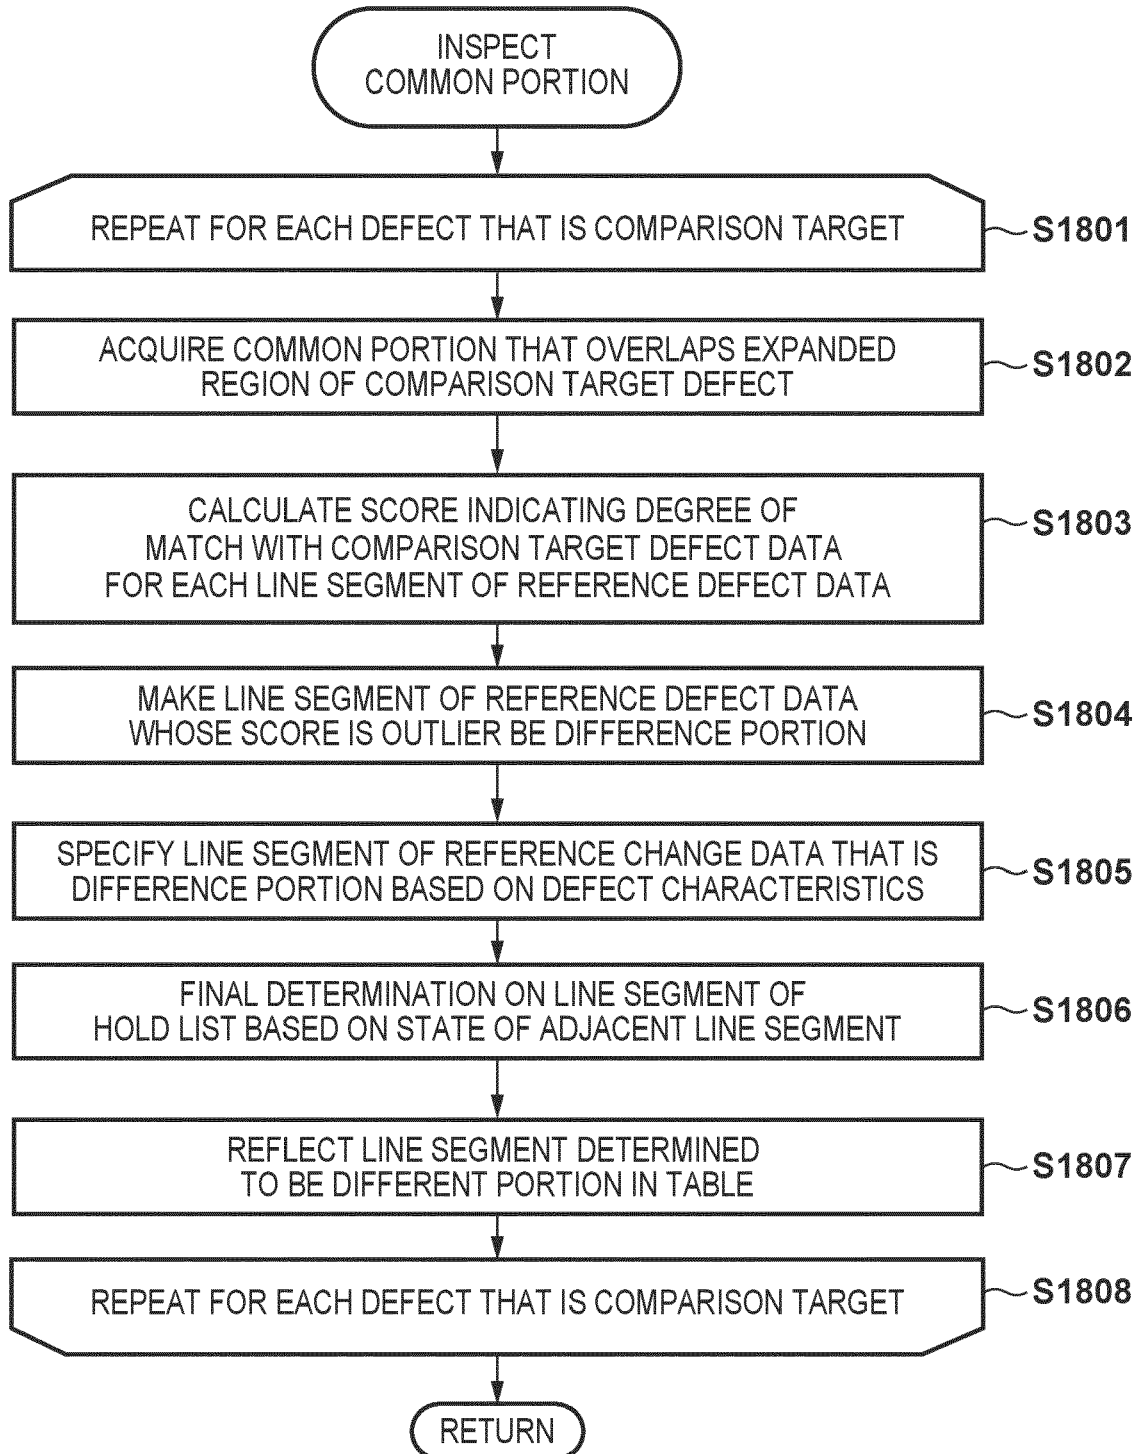 INSPECT
COMMON PORTION
REPEAT FOR EACH DEFECT THAT IS COMPARISON TARGET
S1801
ACQUIRE COMMON PORTION THAT OVERLAPS EXPANDED
REGION OF COMPARISON TARGET DEFECT
S1802
CALCULATE SCORE INDICATING DEGREE OF
MATCH WITH COMPARISON TARGET DEFECT DATA
FOR EACH LINE SEGMENT OF REFERENCE DEFECT DATA
S1803
MAKE LINE SEGMENT OF REFERENCE DEFECT DATA
WHOSE SCORE IS OUTLIER BE DIFFERENCE PORTION
S1804
SPECIFY LINE SEGMENT OF REFERENCE CHANGE DATA THAT IS
DIFFERENCE PORTION BASED ON DEFECT CHARACTERISTICS
S1805
FINAL DETERMINATION ON LINE SEGMENT OF
HOLD LIST BASED ON STATE OF ADJACENT LINE SEGMENT
S1806
REFLECT LINE SEGMENT DETERMINED
TO BE DIFFERENT PORTION IN TABLE
S1807
REPEAT FOR EACH DEFECT THAT IS COMPARISON TARGET
S1808
RETURN